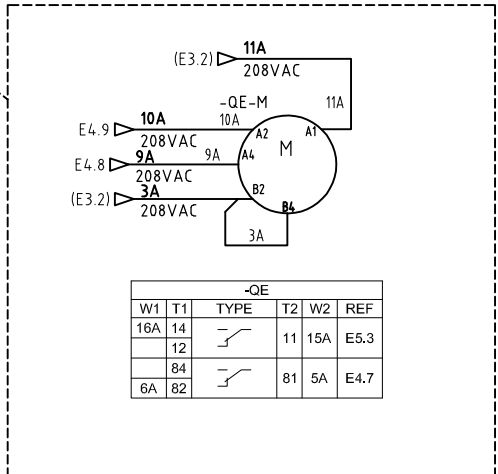 (E3.2) 11A
208VAC
-QE-M 11A
E4.9 10A 10A
A2 A1
208VAC M
E4.8 9A 9A A4
208VAC
B2
(E3.2) 3A
208VAC B4
3A
-QE
W1 T1 TYPE T2 W2 REF
16A 14 11 15A E5.3
12
84 81 5A E4.7
6A 82